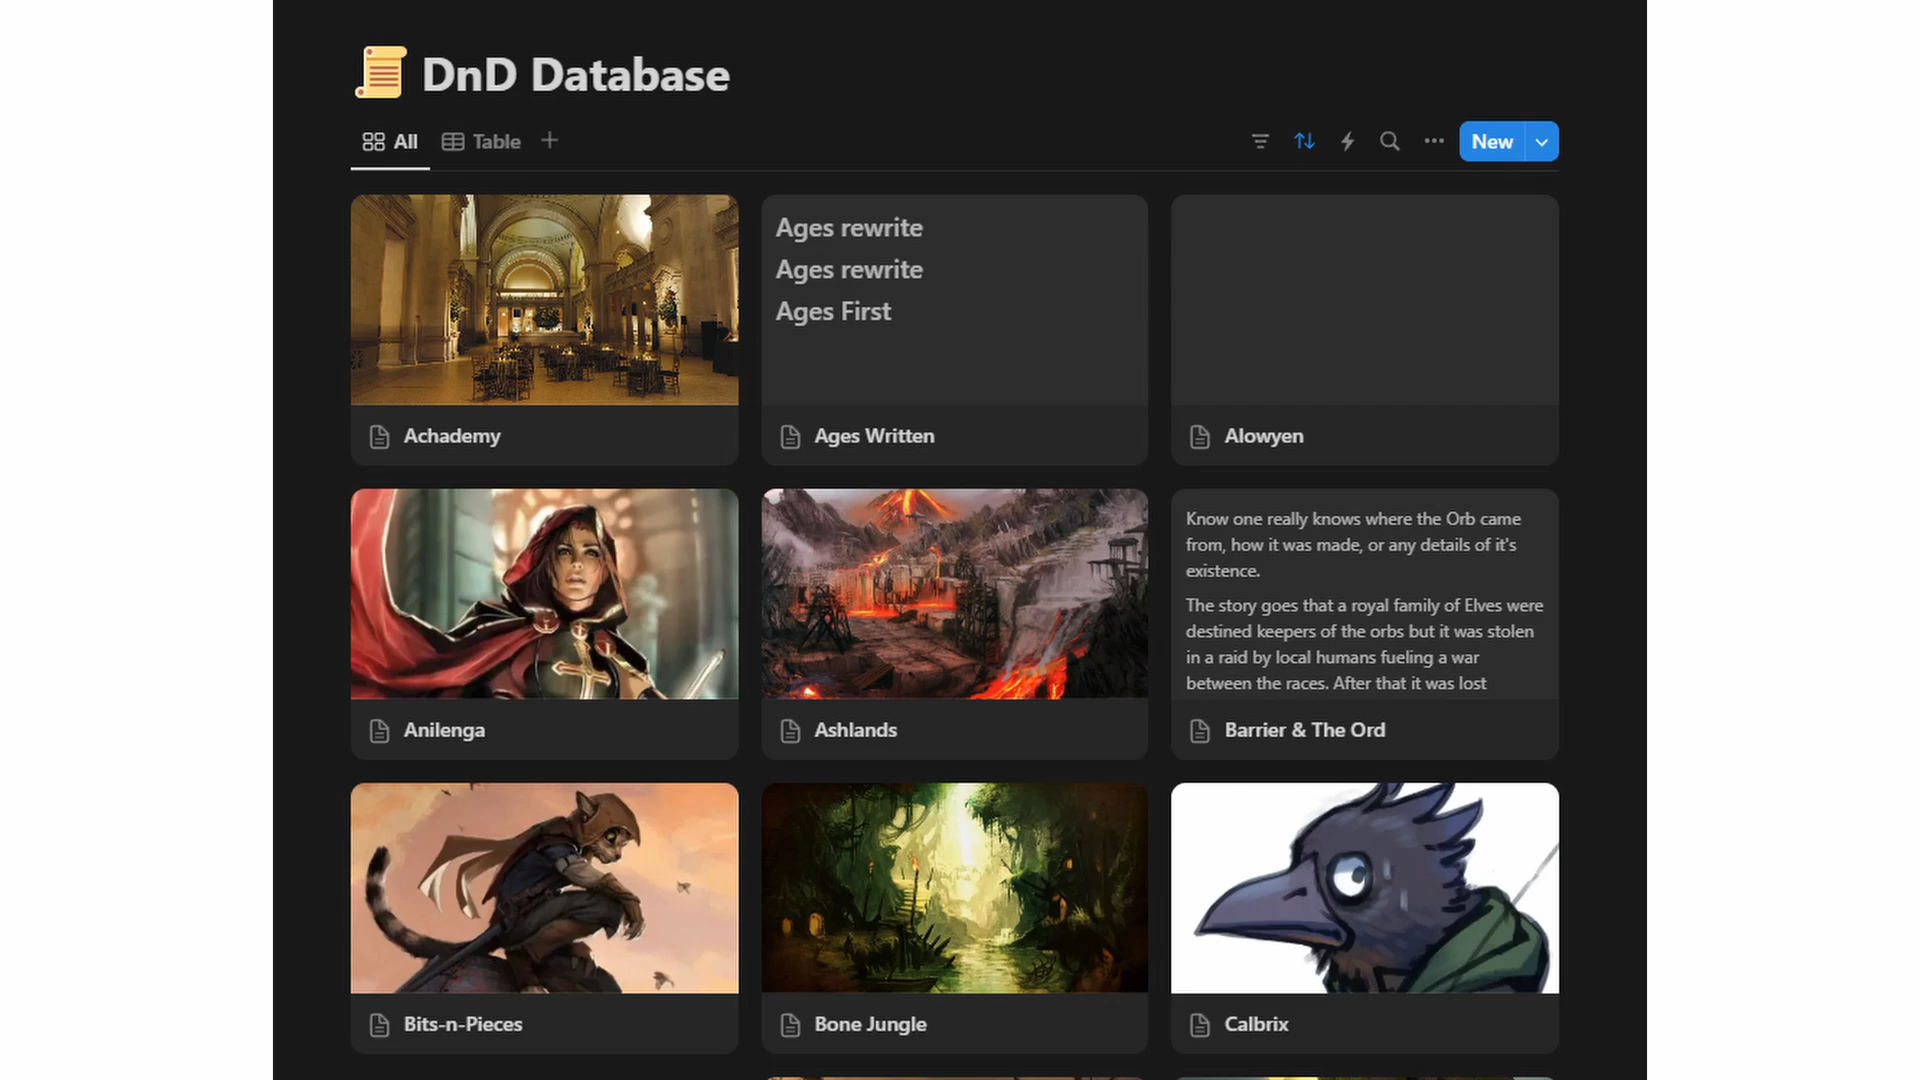 DnD Database
All
Table
New
Ages rewrite
Ages rewrite
Ages First
Achademy
Ages Written
Alowyen
Know one really knows where the Orb came
from, how it was made, or any details of it's
existence.
The story goes that a royal family of Elves were
destined keepers of the orbs but it was stolen
in a raid by local humans fueling a war
between the races. After that it was lost
Anilenga
Ashlands
Barrier & The Ord
Bits-n-Pieces
Bone Jungle
Calbrix